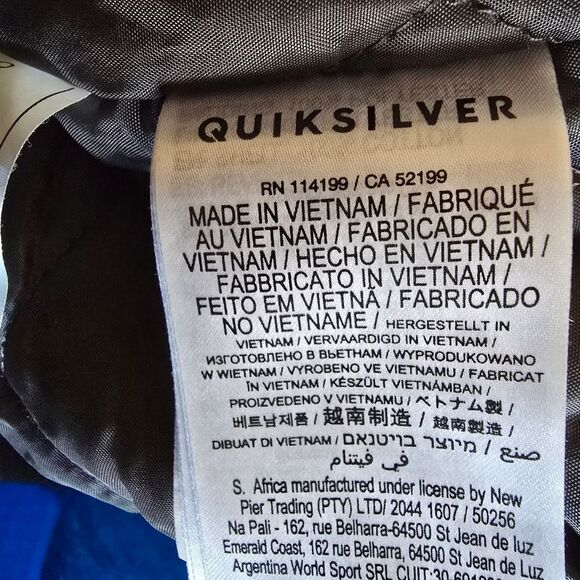 QUIKSILVER
RN 114199 / CA 52199
MADE IN VIETNAM / FABRIQUÉ
AU VIETNAM / FABRICADO EN
VIETNAM / HECHO EN VIETNAM /
FABBRICATO IN VIETNAM /
FEITO EM VIETNÃ / FABRICADO
NO VIETNAME / HERGESTELLT IN
VIETNAM / VERVAARDIGD IN VIETNAM /
ИЗГОТОВЛЕНО В ВЬЕТНАМ / WYPRODUKOWANO
W WIETNAM / VYROBENO VE VIETNAMU / FABRICAT
ÎN VIETNAM / KÉSZÜLT VIETNÁMBAN /
PROIZVEDENO V VIETNAMU / ベトナム製 /
베트남제품 / 越南制造 / 越南製造 /
DIBUAT DI VIETNAM / מיוצר בויטנאם / صنع
في فيتنام
S. Africa manufactured under license by New
Pier Trading (PTY) LTD/ 2044 1607 / 50256
Na Pali - 162, rue Belharra-64500 St Jean de luz
Emerald Coast, 162 rue Belharra, 64500 St Jean de Luz
Argentina World Sport SRL CUIT:30